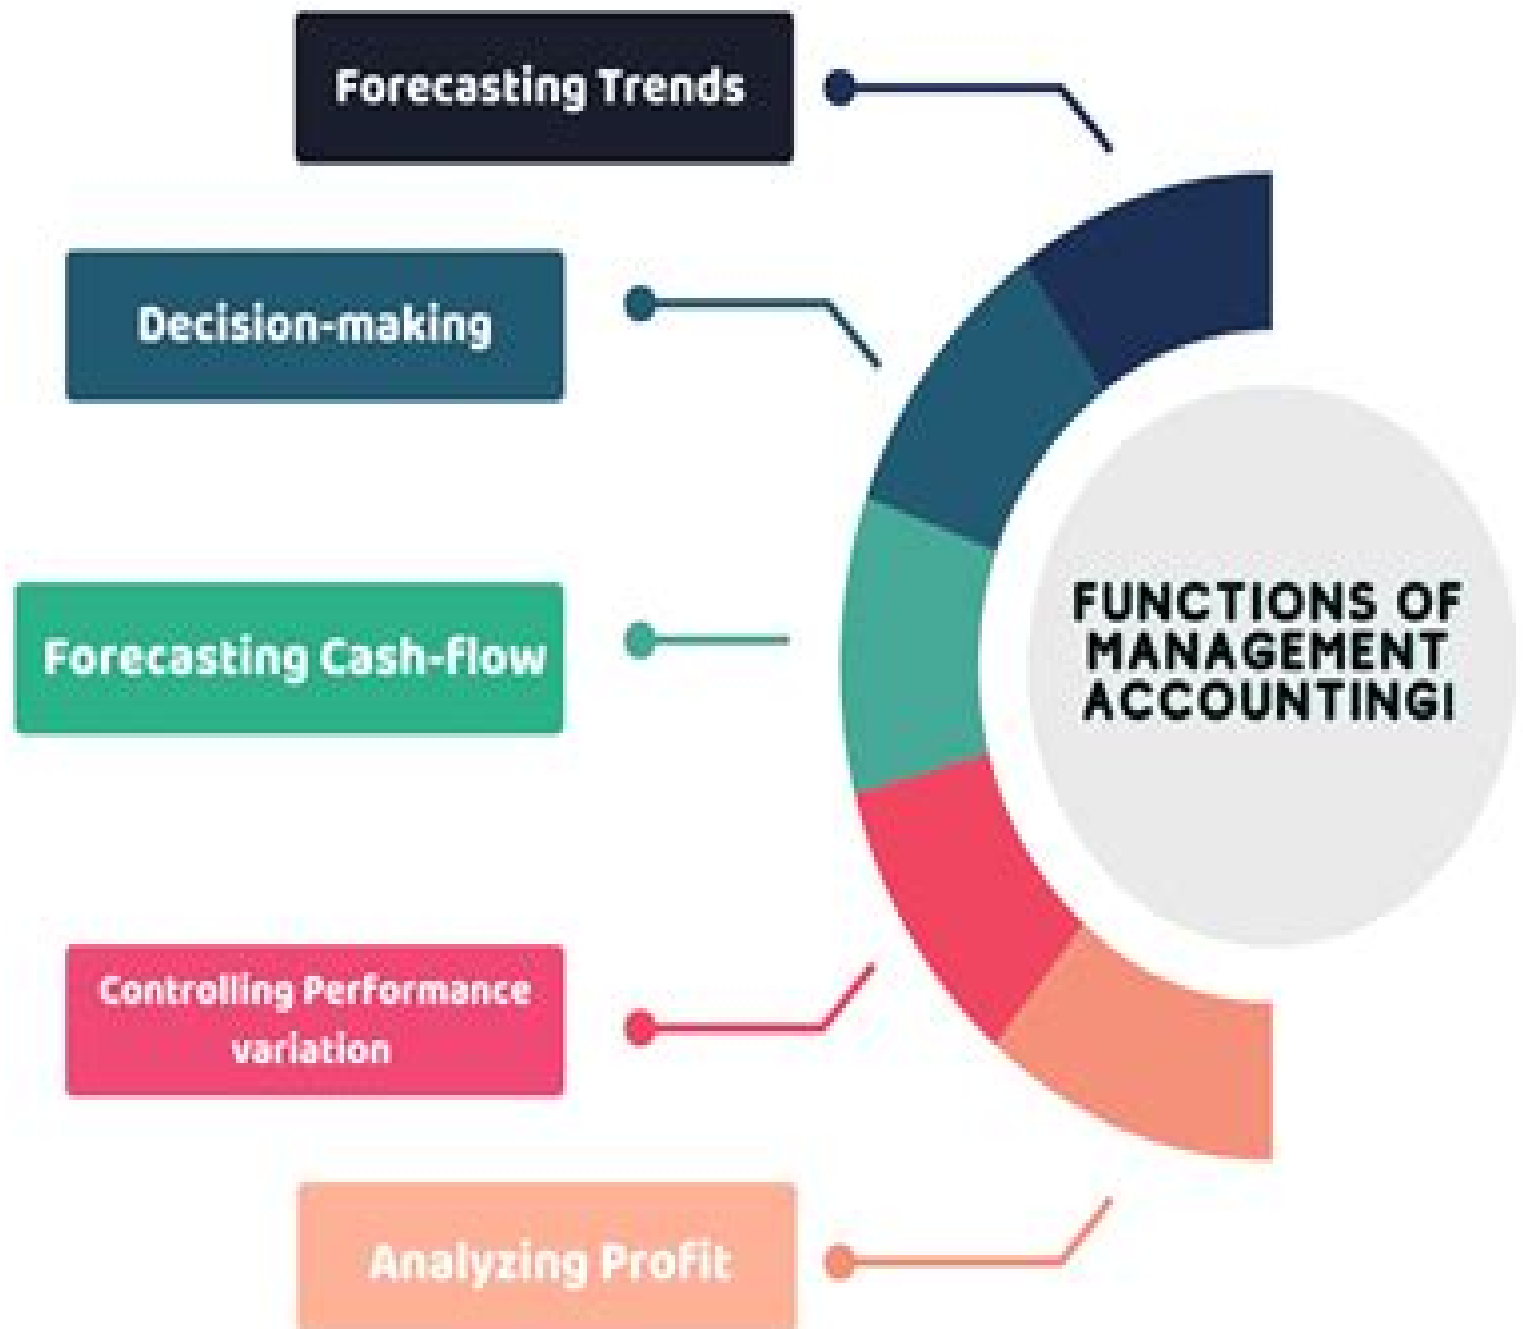 Forecasting Trends
Decision-making
Forecasting Cash-flow
Controlling Performance
variation
Analyzing Profit
FUNCTIONS OF
MANAGEMENT
ACCOUNTING!